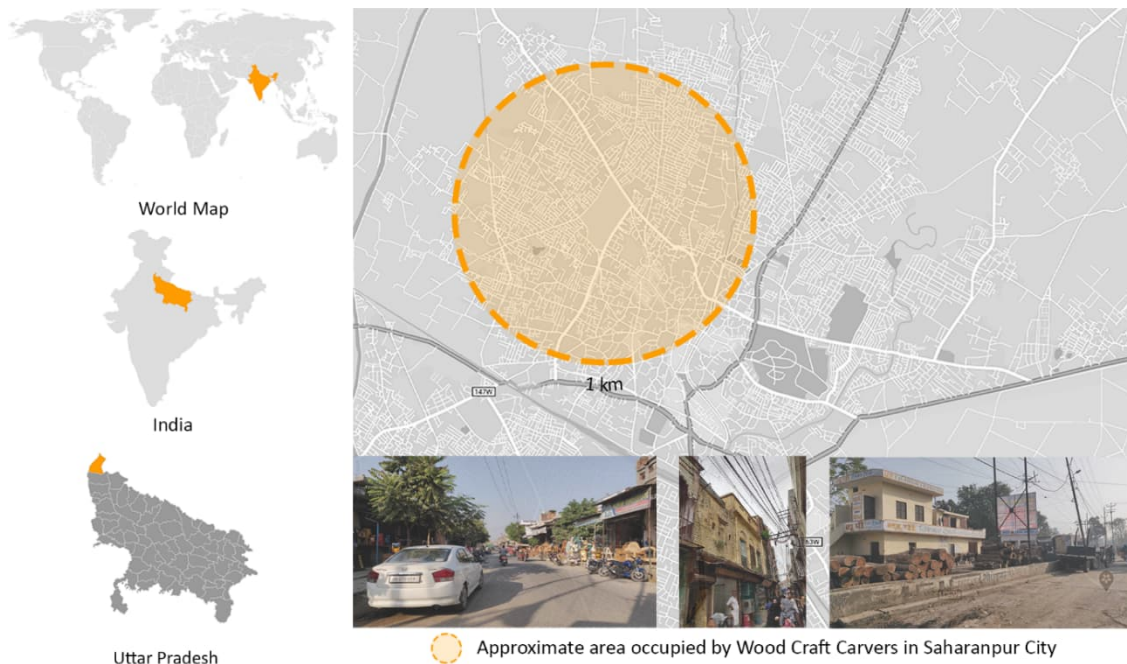 World Map
India
Uttar Pradesh
1 km
147W
Approximate area occupied by Wood Craft Carvers in Saharanpur City